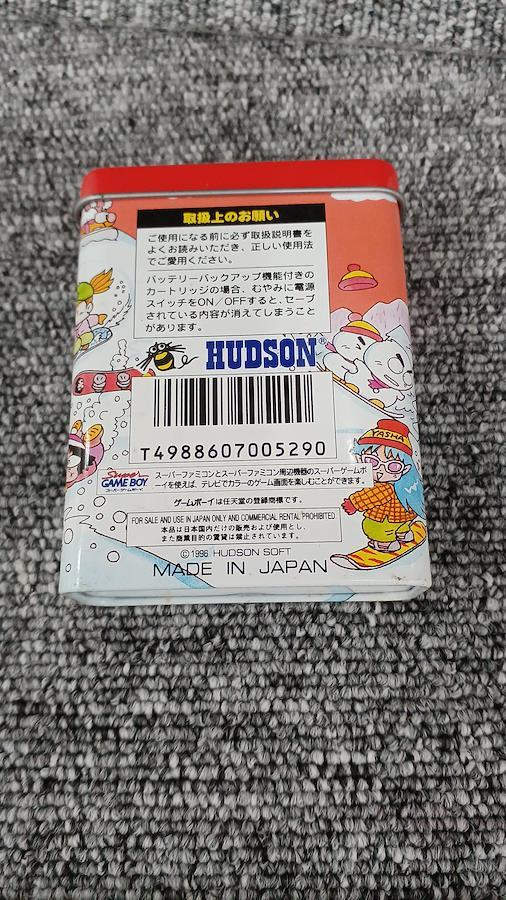 取扱上のお願い
ご使用になる前に必ず取扱説明書を
よくお読みいただき、正しい使用法
でご愛用ください。
バッテリーバックアップ機能付きの
カートリッジの場合、むやみに電源
スイッチをON/OFFすると、セーブ
されている内容が消えてしまうこと
があります。
HUDSON®
T4988607005290
YASHA
Super
GAME BOY
スーパーゲームボーイ
スーパーファミコンとスーパーファミコン周辺機器のスーパーゲームボ
ーイを使えば、テレビでカラーのゲーム画面を楽しむことができます。
ゲームボーイは任天堂の登録商標です。
FOR SALE AND USE IN JAPAN ONLY AND COMMERCIAL RENTAL PROHIBITED
本品は日本国内だけの販売および使用とし、
また商業目的の賃貸は禁止されています。
©1996 HUDSON SOFT
MADE IN JAPAN